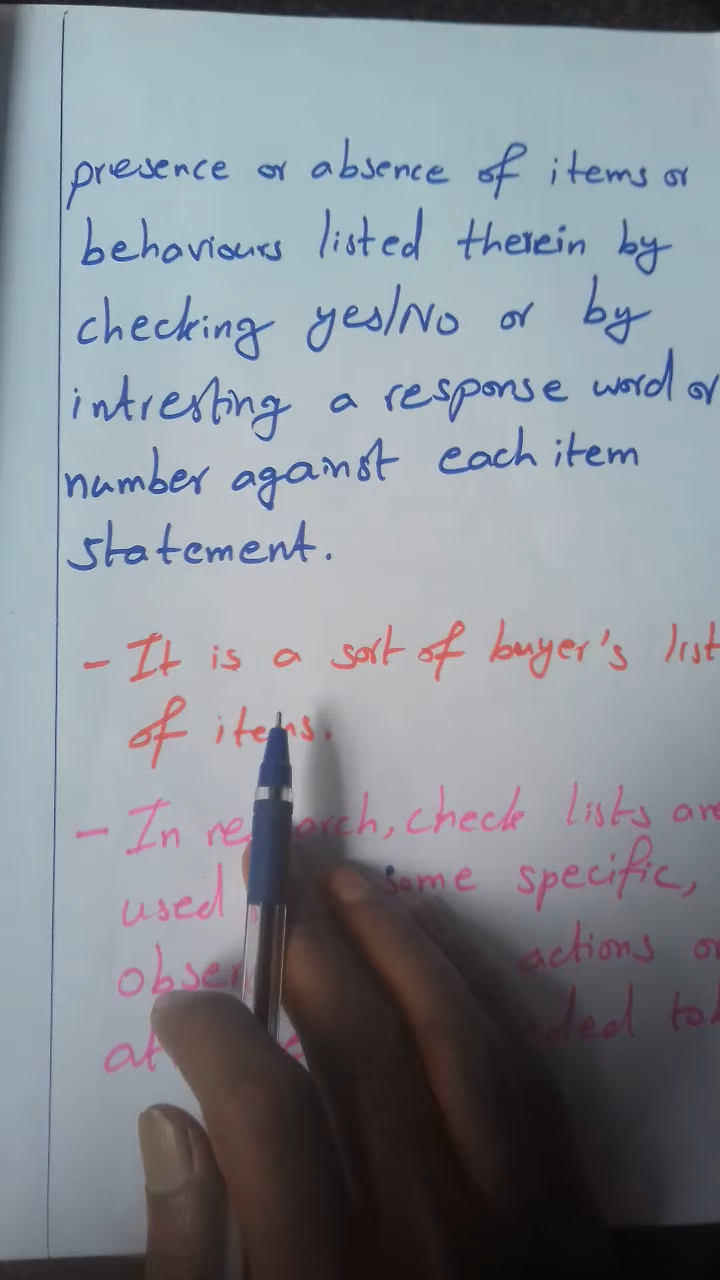 presence or absence of items or
behaviours listed therein by
checking yes/No or by
intresting a response word or
number against each item
statement.
- It is a sort of buyer's list
of items.
- In research, check lists are
used some specific,
actions or